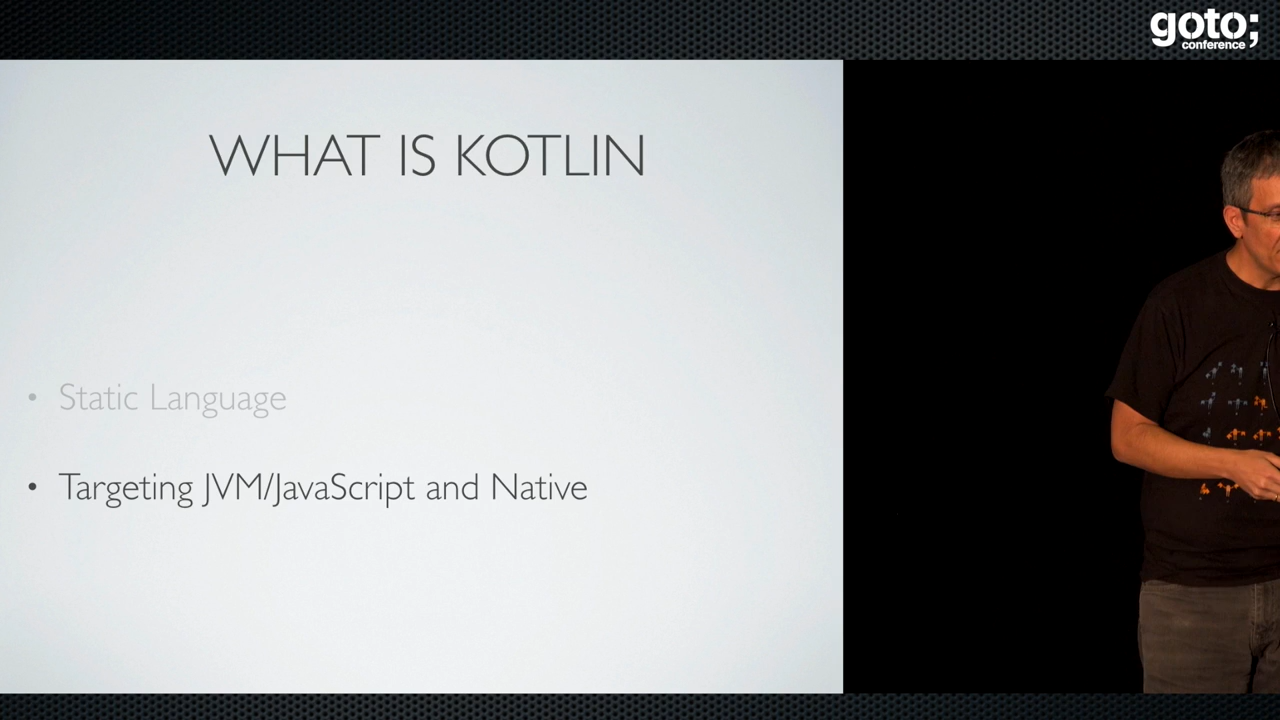 goto;
conference
WHAT IS KOTLIN
• Static Language
• Targeting JVM/JavaScript and Native